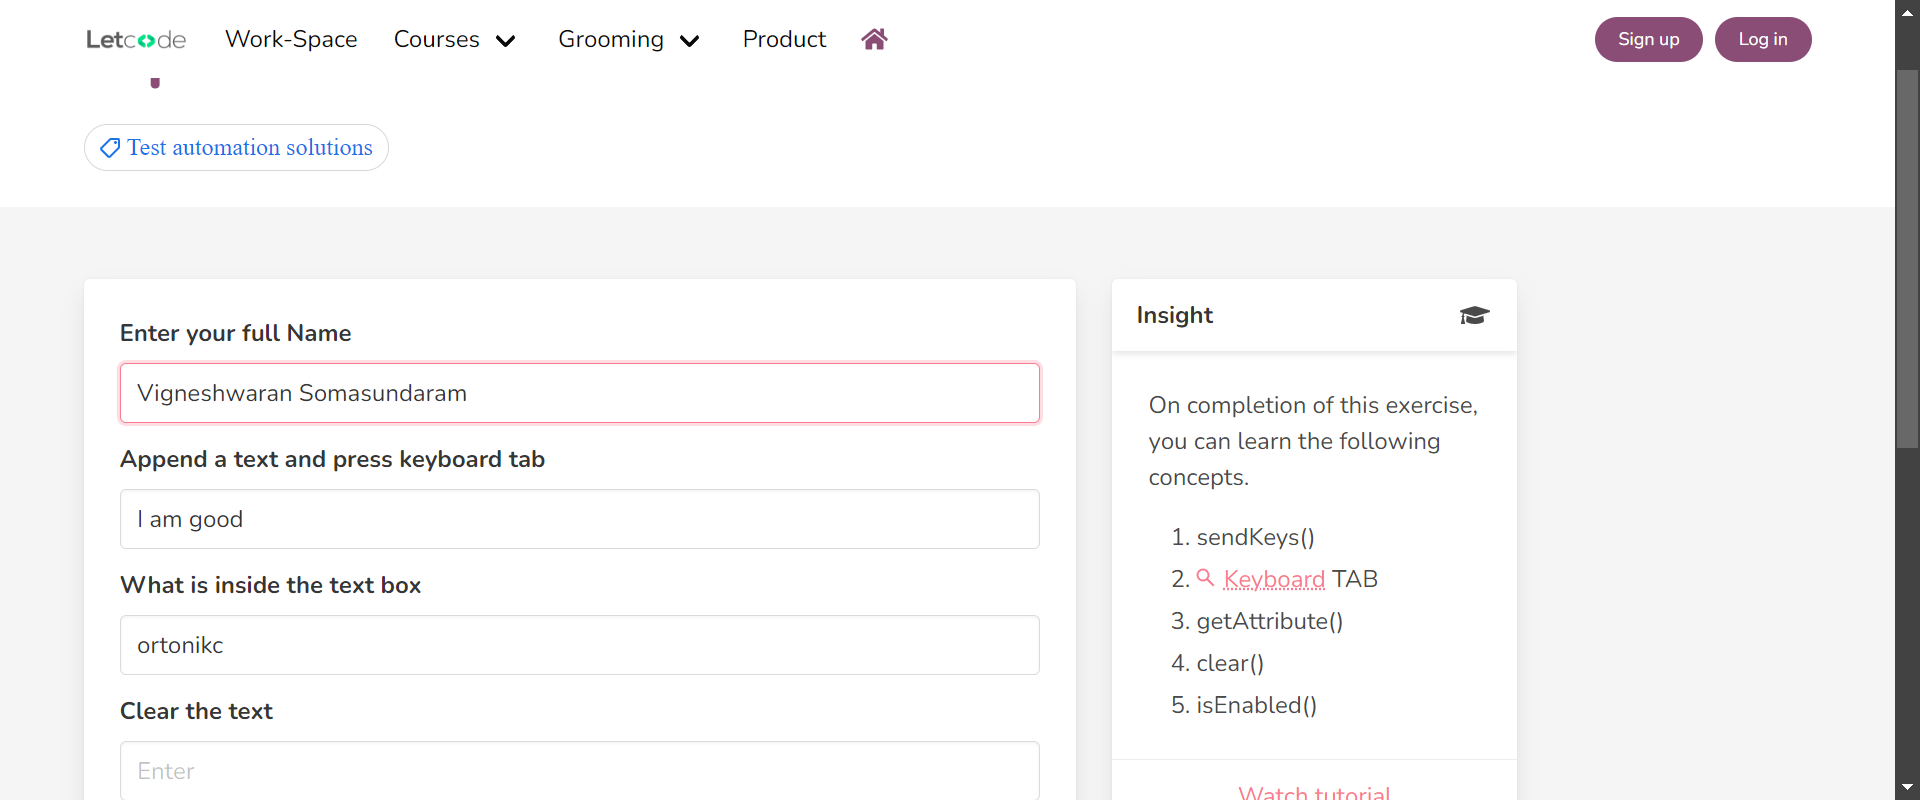 Letcode Work-Space Courses Grooming Product Sign up Log in
Test automation solutions
Enter your full Name
Vigneshwaran Somasundaram
Append a text and press keyboard tab
I am good
What is inside the text box
ortonikc
Clear the text
Enter
Insight
On completion of this exercise,
you can learn the following
concepts.
1. sendKeys()
2. Keyboard TAB
3. getAttribute()
4. clear()
5. isEnabled()
Watch tutorial